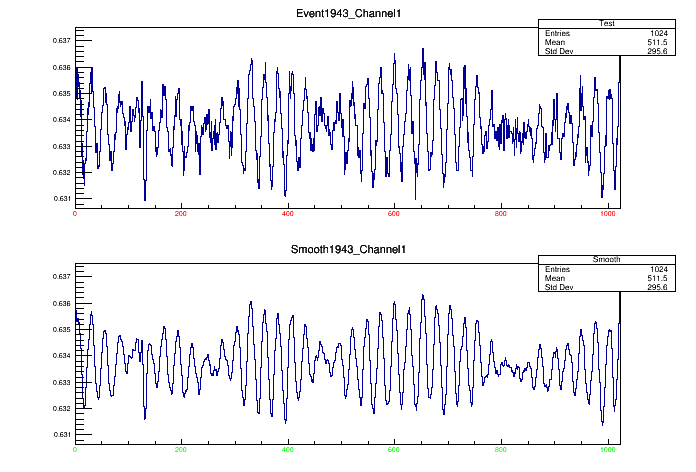 Event1943_Channel1
Test
Entries 1024
Mean 511.5
Std Dev 295.6
0.637
0.636
0.635
0.634
0.633
0.632
0.631
0 200 400 600 800 1000
Smooth1943_Channel1
Smooth
Entries 1024
Mean 511.5
Std Dev 295.6
0.637
0.636
0.635
0.634
0.633
0.632
0.631
0 200 400 600 800 1000